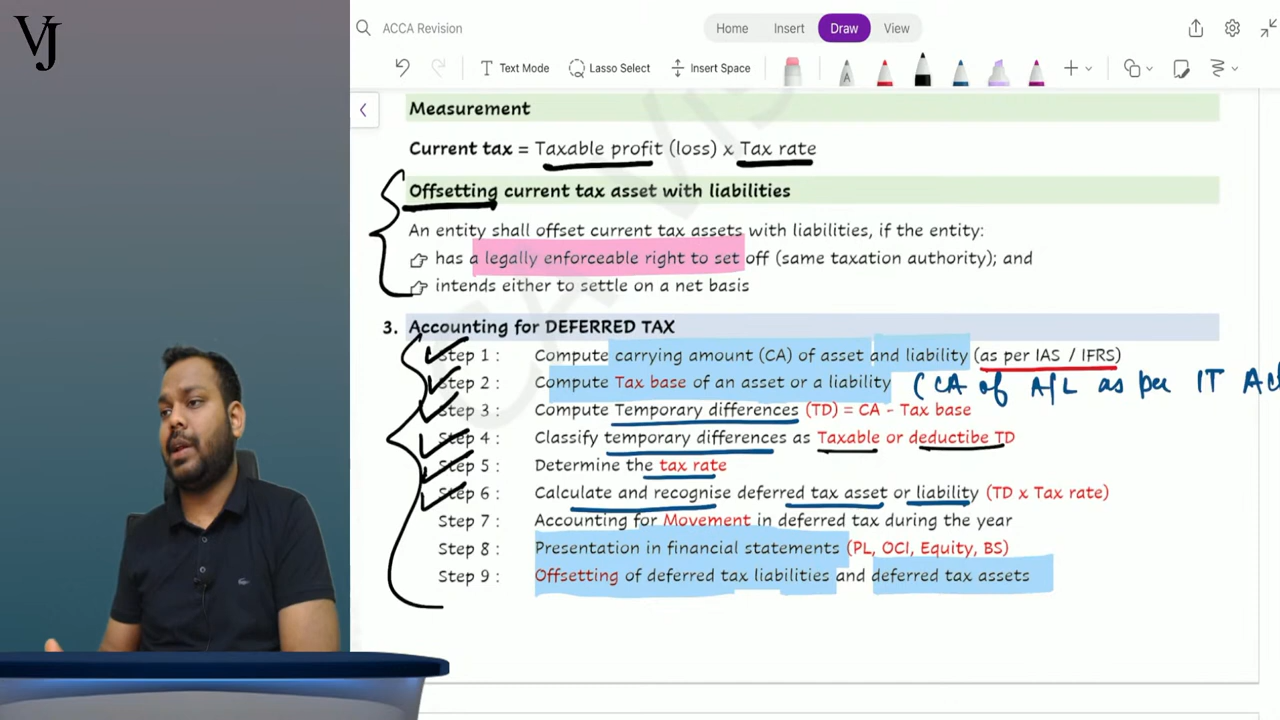 VJ
ACCA Revision
Home Insert Draw View
Text Mode Lasso Select Insert Space
Measurement
Current tax = Taxable profit (loss) x Tax rate
Offsetting current tax asset with liabilities
An entity shall offset current tax assets with liabilities, if the entity:
has a legally enforceable right to set off (same taxation authority); and
intends either to settle on a net basis
3. Accounting for DEFERRED TAX
Step 1 : Compute carrying amount (CA) of asset and liability (as per IAS / IFRS)
Step 2 : Compute Tax base of an asset or a liability (CA of A/L as per IT
Step 3 : Compute Temporary differences (TD) = CA - Tax base
Step 4 : Classify temporary differences as Taxable or deductibe TD
Step 5 : Determine the tax rate
Step 6 : Calculate and recognise deferred tax asset or liability (TD x Tax rate)
Step 7 : Accounting for Movement in deferred tax during the year
Step 8 : Presentation in financial statements (PL, OCI, Equity, BS)
Step 9 : Offsetting of deferred tax liabilities and deferred tax assets